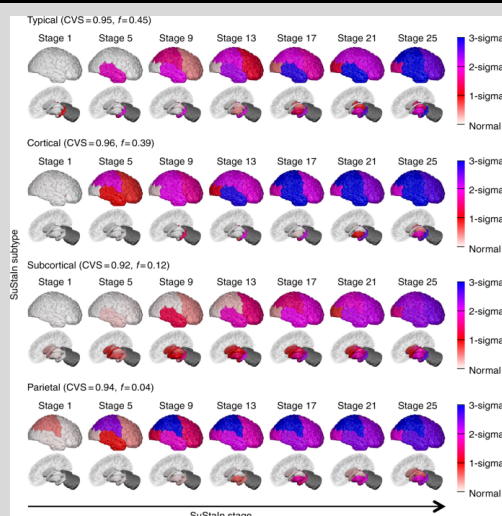 Typical (CVS=0.95, f=0.45)
Stage 1 Stage 5 Stage 9 Stage 13 Stage 17 Stage 21 Stage 25
3-sigma
2-sigma
1-sigma
Normal
Cortical (CVS=0.96, f=0.39)
Stage 1 Stage 5 Stage 9 Stage 13 Stage 17 Stage 21 Stage 25
3-sigma
2-sigma
1-sigma
Normal
SuStaIn subtype
Subcortical (CVS=0.92, f=0.12)
Stage 1 Stage 5 Stage 9 Stage 13 Stage 17 Stage 21 Stage 25
3-sigma
2-sigma
1-sigma
Normal
Parietal (CVS=0.94, f=0.04)
Stage 1 Stage 5 Stage 9 Stage 13 Stage 17 Stage 21 Stage 25
3-sigma
2-sigma
1-sigma
Normal
SuStaIn stage